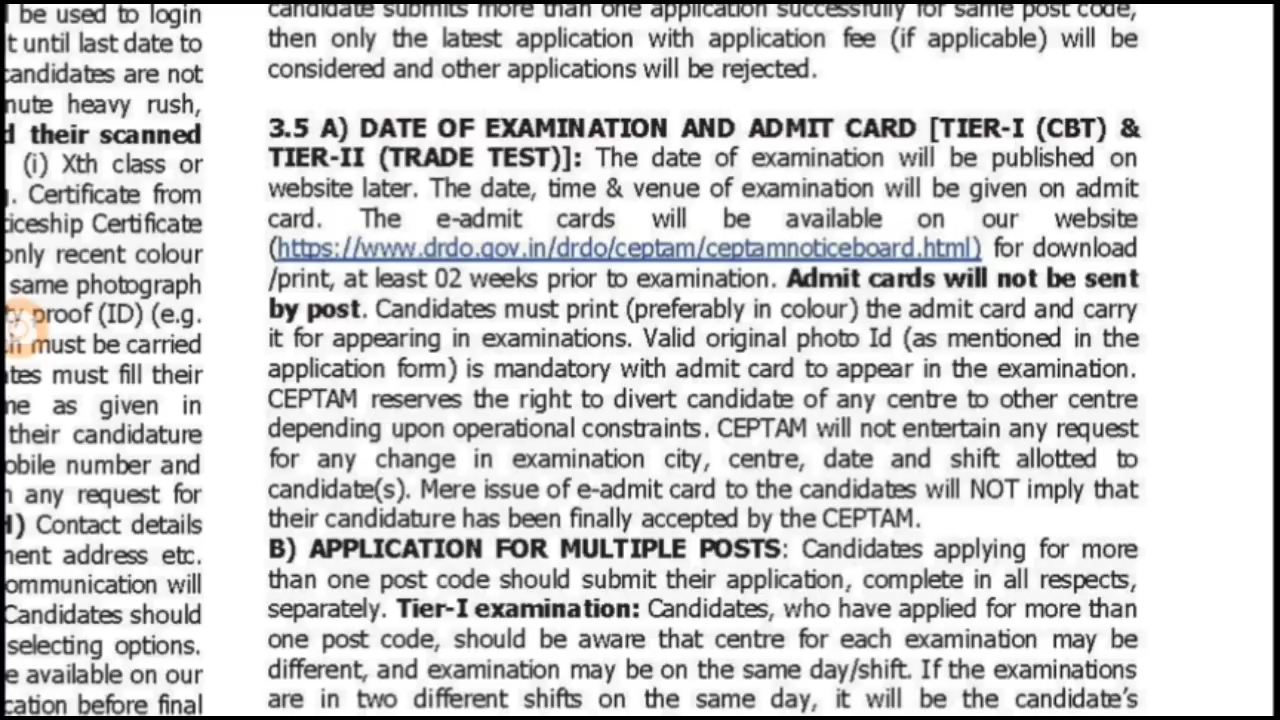 l be used to login
t until last date to
candidates are not
nute heavy rush,
d their scanned
(i) Xth class or
. Certificate from
ticeship Certificate
only recent colour
same photograph
proof (ID) (e.g.
must be carried
ates must fill their
me as given in
their candidature
obile number and
any request for
H) Contact details
nent address etc.
ommunication will
Candidates should
selecting options.
e available on our
cation before final
candidate submits more than one application successfully for same post code,
then only the latest application with application fee (if applicable) will be
considered and other applications will be rejected.
3.5 A) DATE OF EXAMINATION AND ADMIT CARD [TIER-I (CBT) &
TIER-II (TRADE TEST)]: The date of examination will be published on
website later. The date, time & venue of examination will be given on admit
card. The e-admit cards will be available on our website
(https://www.drdo.gov.in/drdo/ceptam/ceptamnoticeboard.html) for download
/print, at least 02 weeks prior to examination. Admit cards will not be sent
by post. Candidates must print (preferably in colour) the admit card and carry
it for appearing in examinations. Valid original photo Id (as mentioned in the
application form) is mandatory with admit card to appear in the examination.
CEPTAM reserves the right to divert candidate of any centre to other centre
depending upon operational constraints. CEPTAM will not entertain any request
for any change in examination city, centre, date and shift allotted to
candidate(s). Mere issue of e-admit card to the candidates will NOT imply that
their candidature has been finally accepted by the CEPTAM.
B) APPLICATION FOR MULTIPLE POSTS: Candidates applying for more
than one post code should submit their application, complete in all respects,
separately. Tier-I examination: Candidates, who have applied for more than
one post code, should be aware that centre for each examination may be
different, and examination may be on the same day/shift. If the examinations
are in two different shifts on the same day, it will be the candidate's